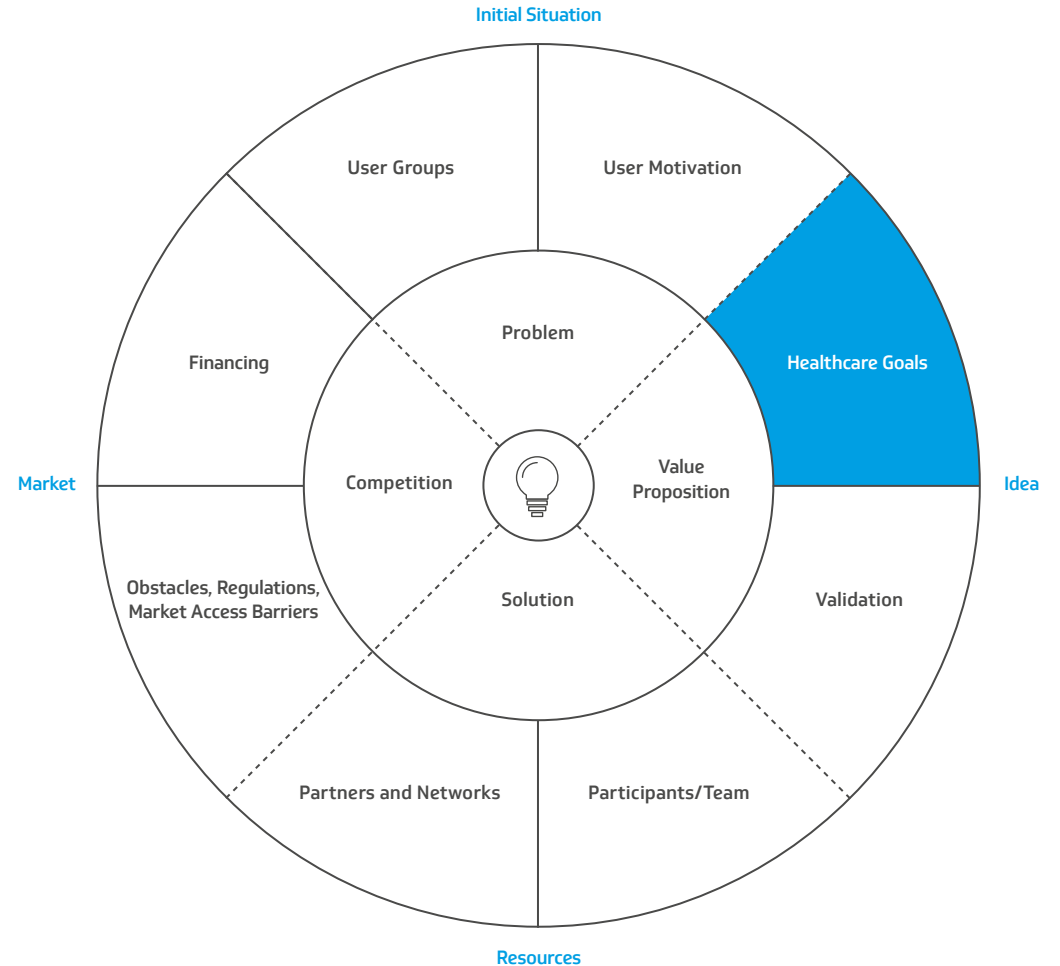 Initial Situation
User Groups
User Motivation
Problem
Financing
Healthcare Goals
Market
Competition
Value
Proposition
Idea
Obstacles, Regulations,
Market Access Barriers
Solution
Validation
Partners and Networks
Participants/Team
Resources